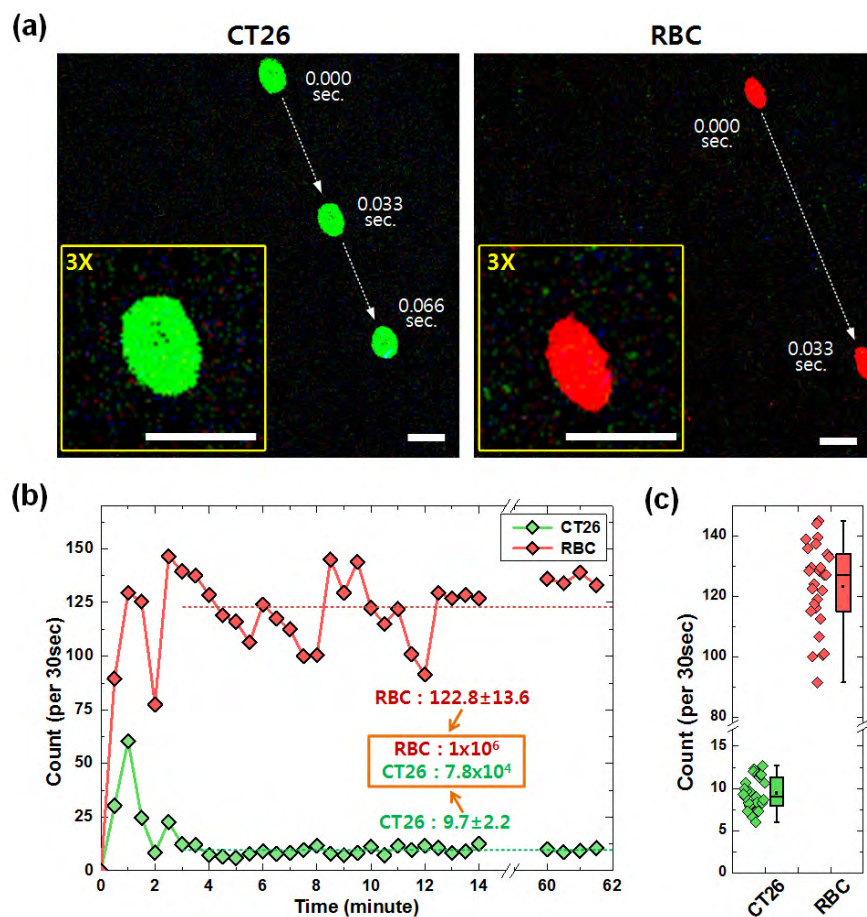 (a)
CT26
RBC
0.000
sec.
0.033
sec.
0.066
sec.
3X
0.000
sec.
0.033
sec.
3X
(b)
Count (per 30sec)
150
125
100
75
50
25
0
CT26
RBC
RBC : 122.8±13.6
RBC : 1x10⁶
CT26 : 7.8x10⁴
CT26 : 9.7±2.2
0 2 4 6 8 10 12 14 60 62
Time (minute)
(c)
Count (per 30sec)
140
120
100
80
15
10
5
0
CT26
RBC